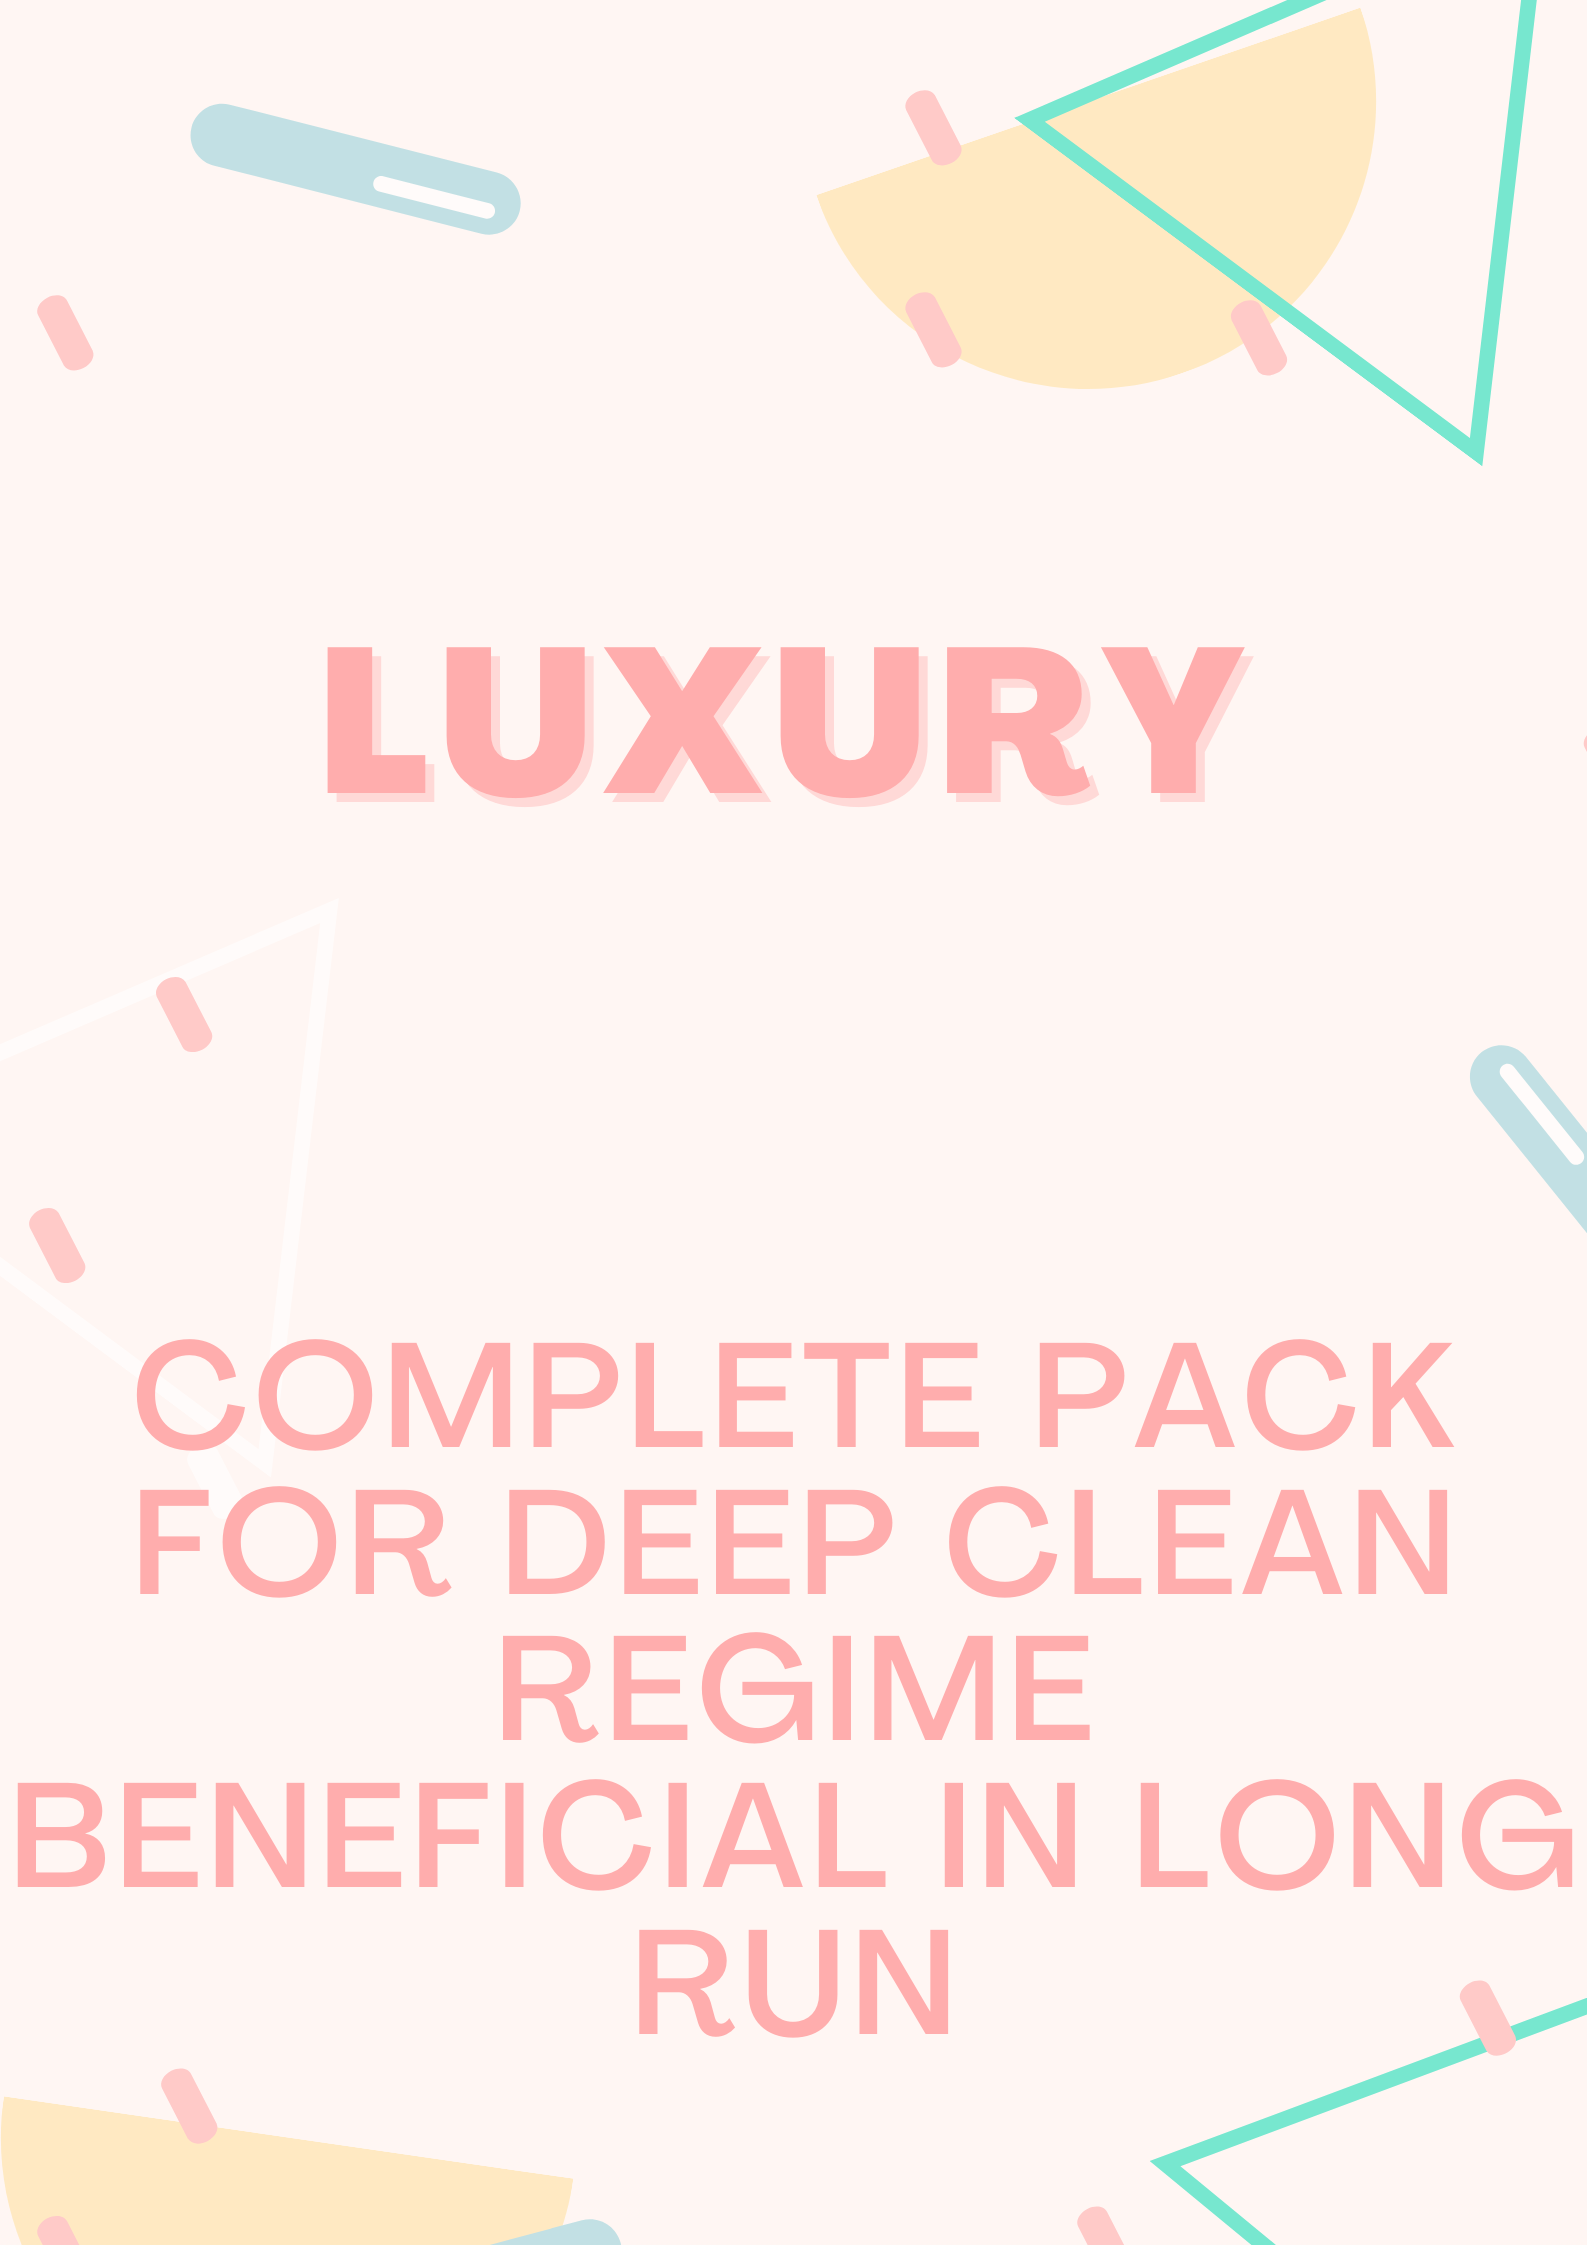 LUXURY
COMPLETE PACK
FOR DEEP CLEAN
REGIME
BENEFICIAL IN LONG
RUN